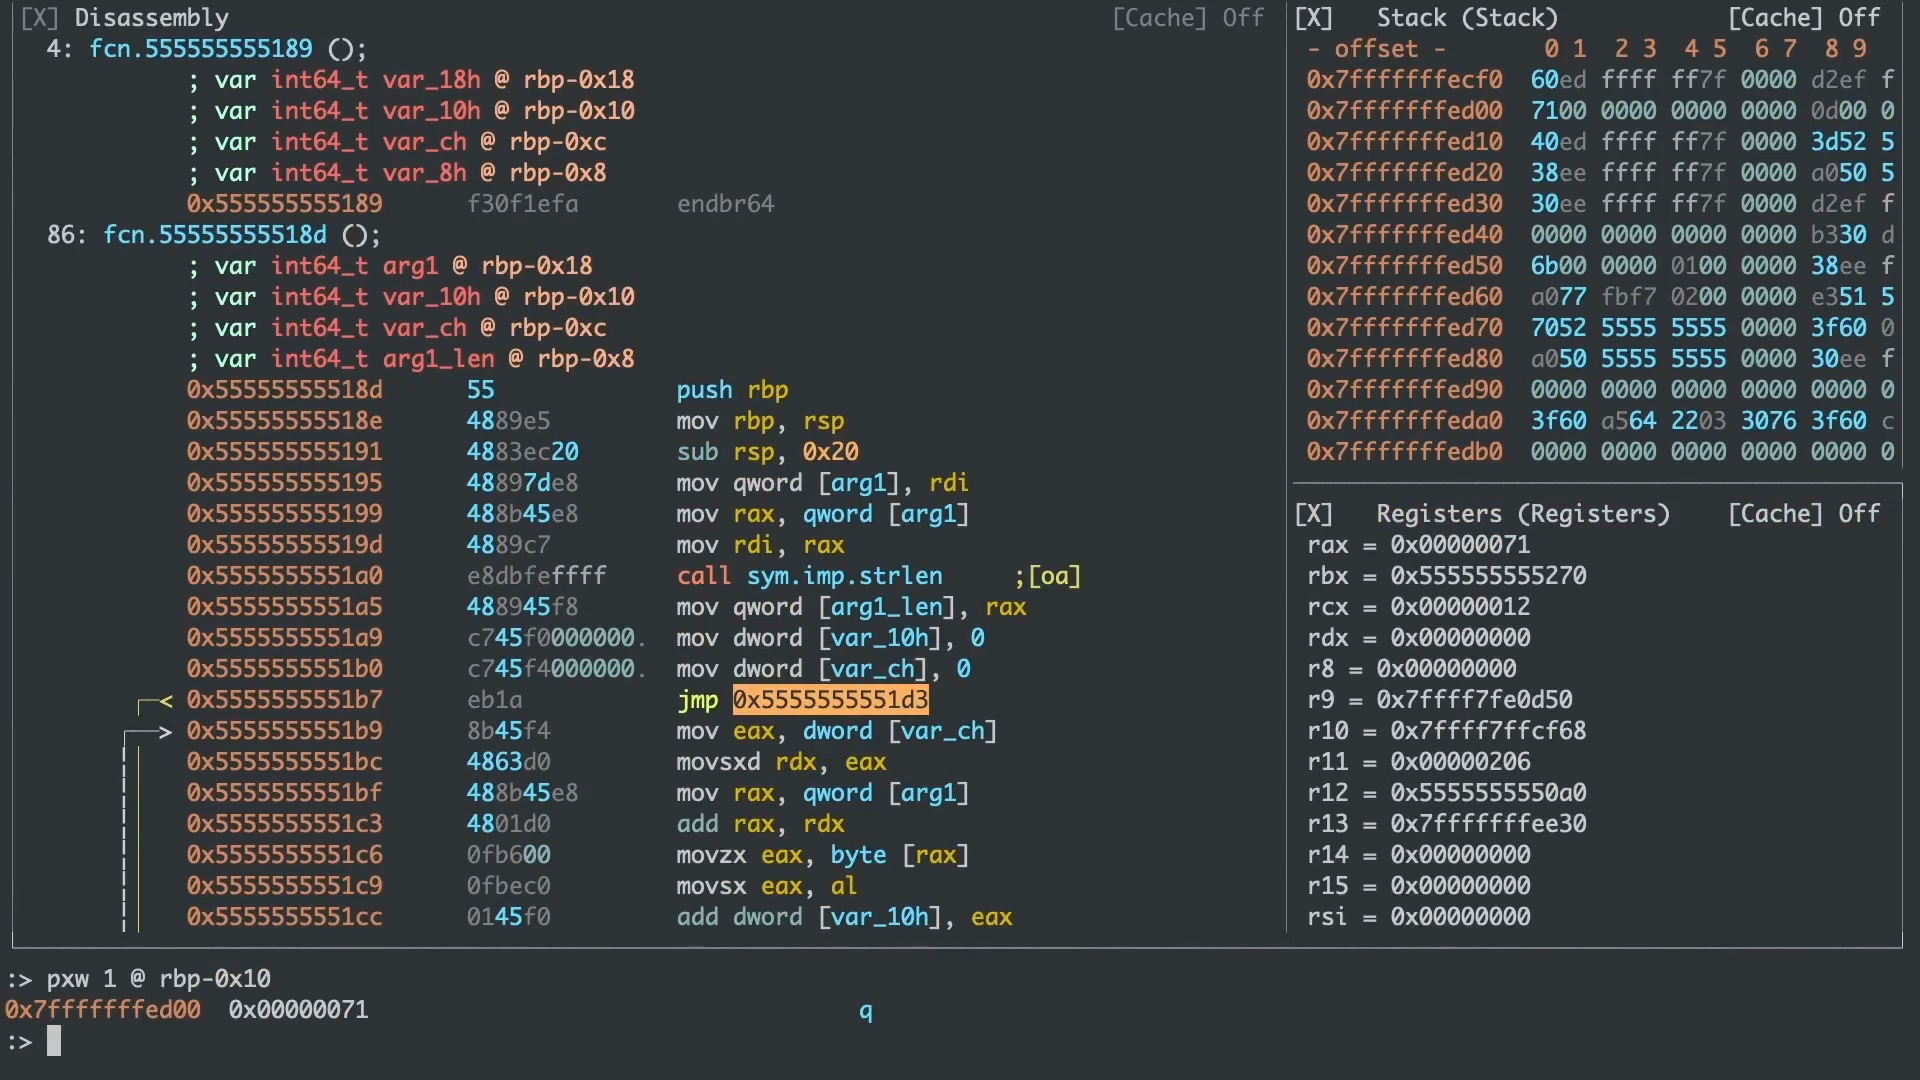 [X] Disassembly [Cache] Off
4: fcn.555555555189 ();
; var int64_t var_18h @ rbp-0x18
; var int64_t var_10h @ rbp-0x10
; var int64_t var_ch @ rbp-0xc
; var int64_t var_8h @ rbp-0x8
0x555555555189 f30f1efa endbr64
86: fcn.55555555518d ();
; var int64_t arg1 @ rbp-0x18
; var int64_t var_10h @ rbp-0x10
; var int64_t var_ch @ rbp-0xc
; var int64_t arg1_len @ rbp-0x8
0x55555555518d 55 push rbp
0x55555555518e 4889e5 mov rbp, rsp
0x555555555191 4883ec20 sub rsp, 0x20
0x555555555195 48897de8 mov qword [arg1], rdi
0x555555555199 488b45e8 mov rax, qword [arg1]
0x55555555519d 4889c7 mov rdi, rax
0x5555555551a0 e8dbfeffff call sym.imp.strlen ;[oa]
0x5555555551a5 488945f8 mov qword [arg1_len], rax
0x5555555551a9 c745f0000000. mov dword [var_10h], 0
0x5555555551b0 c745f4000000. mov dword [var_ch], 0
0x5555555551b7 eb1a jmp 0x5555555551d3
0x5555555551b9 8b45f4 mov eax, dword [var_ch]
0x5555555551bc 4863d0 movsxd rdx, eax
0x5555555551bf 488b45e8 mov rax, qword [arg1]
0x5555555551c3 4801d0 add rax, rdx
0x5555555551c6 0fb600 movzx eax, byte [rax]
0x5555555551c9 0fbec0 movsx eax, al
0x5555555551cc 0145f0 add dword [var_10h], eax
[X] Stack (Stack) [Cache] Off
- offset - 0 1 2 3 4 5 6 7 8 9
0x7fffffffecf0 60ed ffff ff7f 0000 d2ef f
0x7fffffffed00 7100 0000 0000 0000 0d00 0
0x7fffffffed10 40ed ffff ff7f 0000 3d52 5
0x7fffffffed20 38ee ffff ff7f 0000 a050 5
0x7fffffffed30 30ee ffff ff7f 0000 d2ef f
0x7fffffffed40 0000 0000 0000 0000 b330 d
0x7fffffffed50 6b00 0000 0100 0000 38ee f
0x7fffffffed60 a077 fbf7 0200 0000 e351 5
0x7fffffffed70 7052 5555 5555 0000 3f60 0
0x7fffffffed80 a050 5555 5555 0000 30ee f
0x7fffffffed90 0000 0000 0000 0000 0000 0
0x7fffffffeda0 3f60 a564 2203 3076 3f60 c
0x7fffffffedb0 0000 0000 0000 0000 0000 0
[X] Registers (Registers) [Cache] Off
rax = 0x00000071
rbx = 0x555555555270
rcx = 0x00000012
rdx = 0x00000000
r8 = 0x00000000
r9 = 0x7ffff7fe0d50
r10 = 0x7ffff7ffcf68
r11 = 0x00000206
r12 = 0x5555555550a0
r13 = 0x7fffffffee30
r14 = 0x00000000
r15 = 0x00000000
rsi = 0x00000000
:> pxw 1 @ rbp-0x10
0x7fffffffed00 0x00000071 q
:>